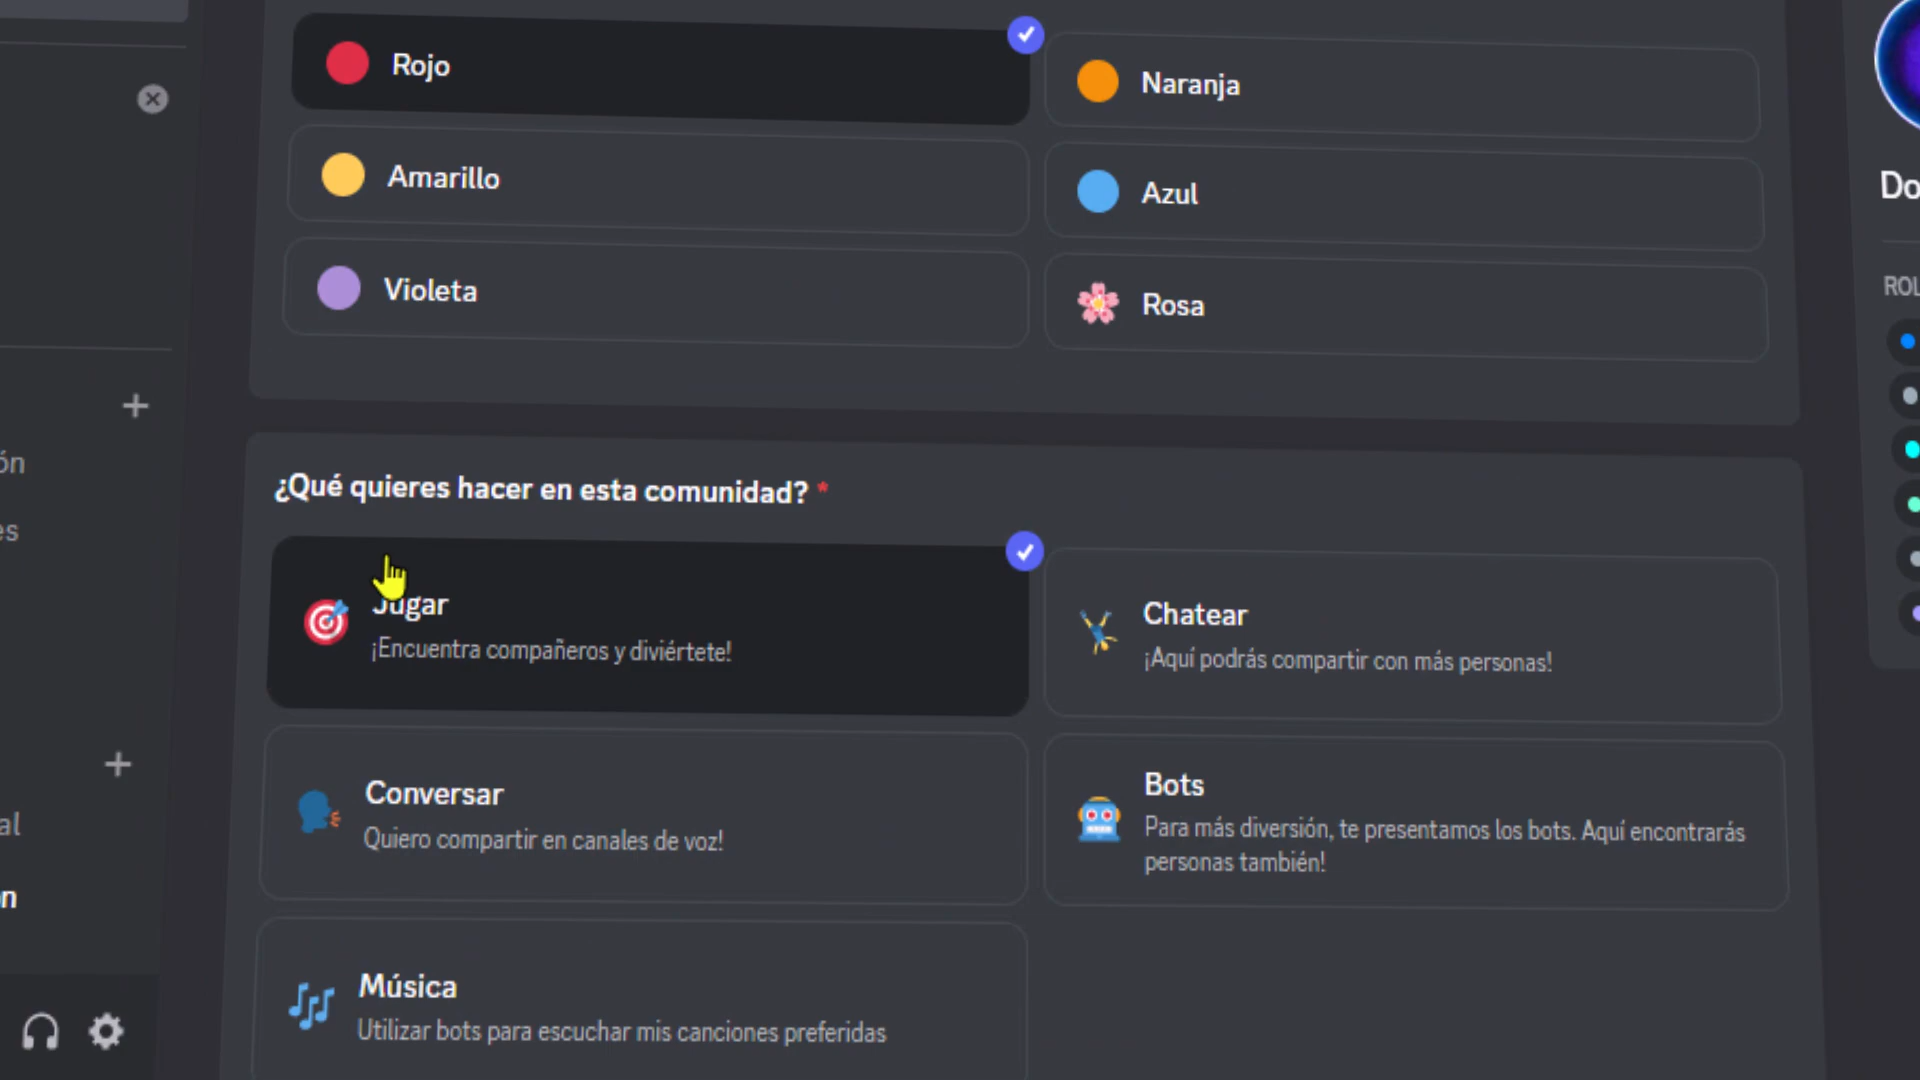 Rojo
Naranja
Amarillo
Azul
Violeta
Rosa
¿Qué quieres hacer en esta comunidad? *
Jugar
¡Encuentra compañeros y diviértete!
Chatear
¡Aquí podrás compartir con más personas!
Conversar
Quiero compartir en canales de voz!
Bots
Para más diversión, te presentamos los bots. Aquí encontrarás
personas también!
Música
Utilizar bots para escuchar mis canciones preferidas